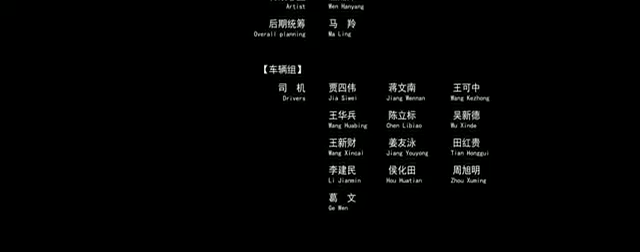 Artist Wen Hanyang
后期统筹 马 羚
Overall planning Ma Ling
【车辆组】
司 机 贾四伟 蒋文南 王可中
Drivers Jia Siwei Jiang Wennan Wang Kezhong
王华兵 陈立标 吴新德
Wang Huabing Chen Libiao Wu Xinde
王新财 姜友泳 田红贵
Wang Xincai Jiang Youyong Tian Honggui
李建民 侯化田 周旭明
Li Jianmin Hou Huatian Zhou Xuming
葛 文
Ge Wen